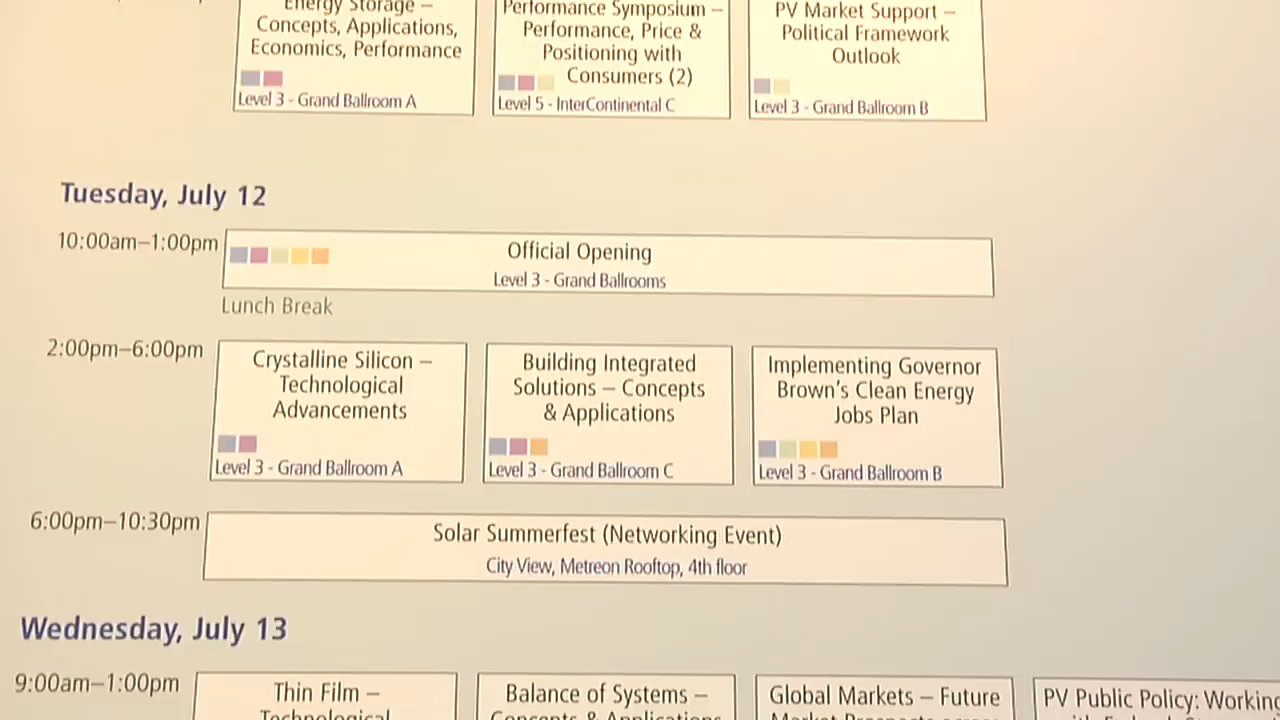 Energy Storage –
Concepts, Applications,
Economics, Performance
Level 3 - Grand Ballroom A
Performance Symposium –
Performance, Price &
Positioning with
Consumers (2)
Level 5 - InterContinental C
PV Market Support –
Political Framework
Outlook
Level 3 - Grand Ballroom B
Tuesday, July 12
10:00am–1:00pm
Official Opening
Level 3 - Grand Ballrooms
Lunch Break
2:00pm–6:00pm
Crystalline Silicon –
Technological
Advancements
Level 3 - Grand Ballroom A
Building Integrated
Solutions – Concepts
& Applications
Level 3 - Grand Ballroom C
Implementing Governor
Brown's Clean Energy
Jobs Plan
Level 3 - Grand Ballroom B
6:00pm–10:30pm
Solar Summerfest (Networking Event)
City View, Metreon Rooftop, 4th floor
Wednesday, July 13
9:00am–1:00pm
Thin Film –
Technological
Balance of Systems –
Concepts & Applications
Global Markets – Future
PV Public Policy: Working